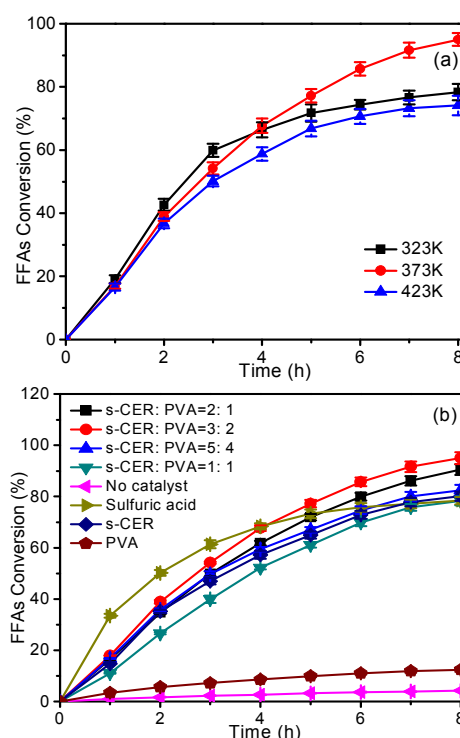 100
80
60
40
20
0
FFAs Conversion (%)
(a)
323K
373K
423K
0 2 4 6 8
Time (h)
120
100
80
60
40
20
0
FFAs Conversion (%)
(b)
s-CER: PVA=2: 1
s-CER: PVA=3: 2
s-CER: PVA=5: 4
s-CER: PVA=1: 1
No catalyst
Sulfuric acid
s-CER
PVA
0 2 4 6 8
Time (h)